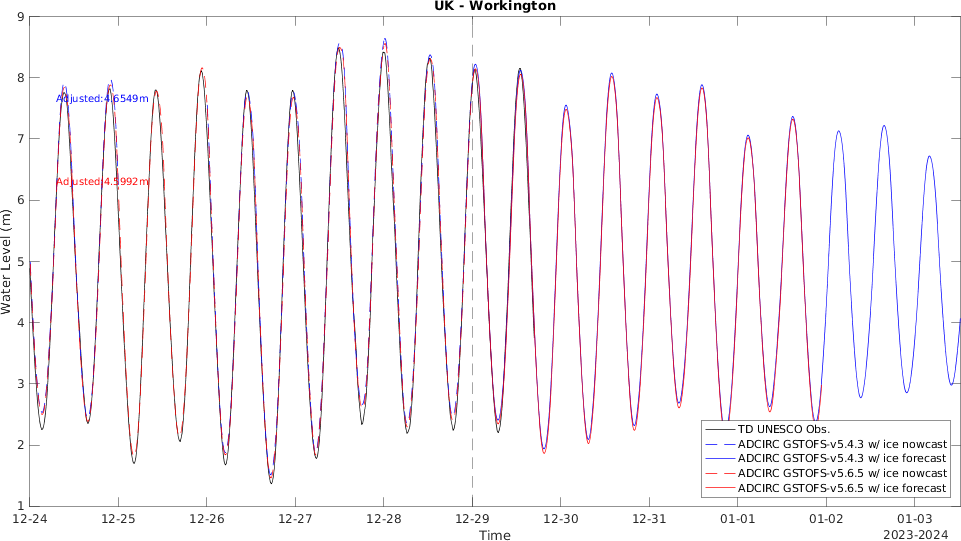 UK - Workington
9
8
7
6
5
4
3
2
1
Water Level (m)
Adjusted:4.6549m
Adjusted:4.5992m
TD UNESCO Obs.
ADCIRC GSTOFS-v5.4.3 w/ ice nowcast
ADCIRC GSTOFS-v5.4.3 w/ ice forecast
ADCIRC GSTOFS-v5.6.5 w/ ice nowcast
ADCIRC GSTOFS-v5.6.5 w/ ice forecast
12-24 12-25 12-26 12-27 12-28 12-29 12-30 12-31 01-01 01-02 01-03
Time
2023-2024